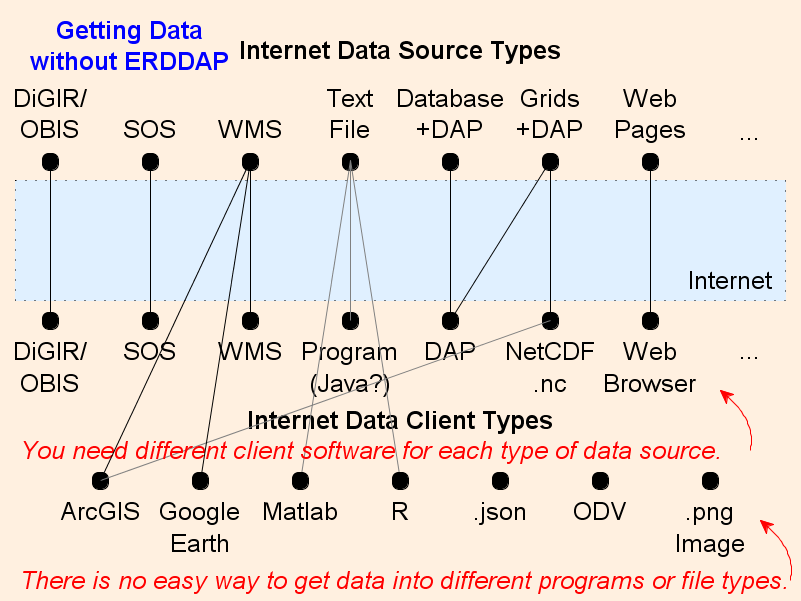 Getting Data
without ERDDAP
Internet Data Source Types
DiGIR/
OBIS
SOS
WMS
Text
File
Database
+DAP
Grids
+DAP
Web
Pages
...
Internet
DiGIR/
OBIS
SOS
WMS
Program
(Java?)
DAP
NetCDF
.nc
Web
Browser
...
Internet Data Client Types
You need different client software for each type of data source.
ArcGIS
Google
Earth
Matlab
R
.json
ODV
.png
Image
There is no easy way to get data into different programs or file types.